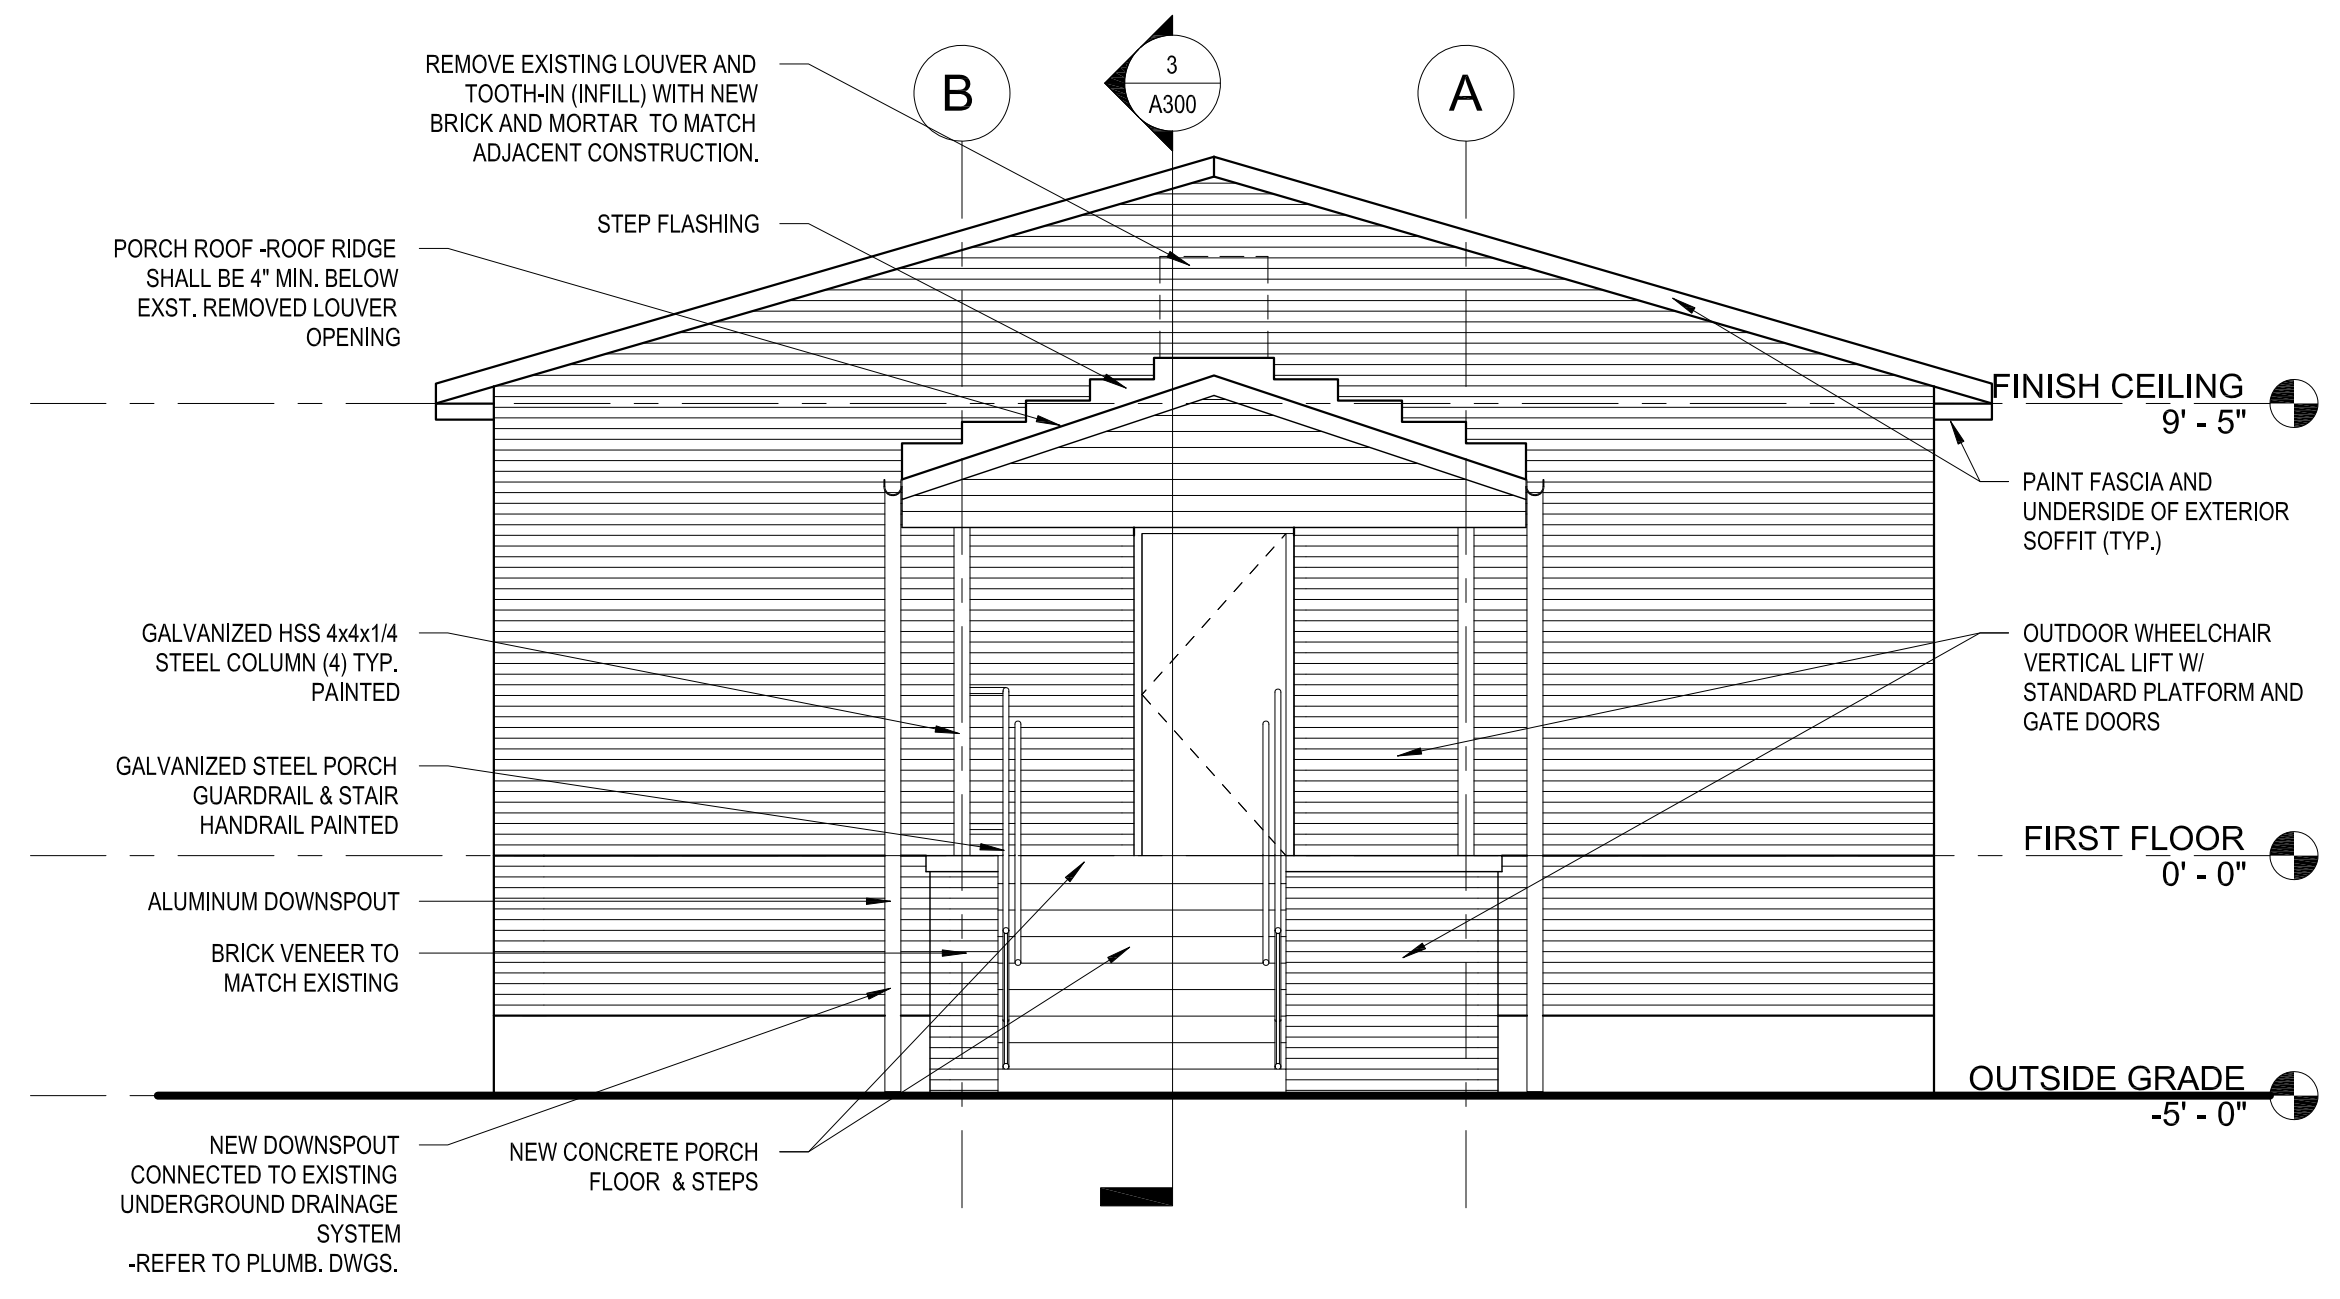 REMOVE EXISTING LOUVER AND
TOOTH-IN (INFILL) WITH NEW
BRICK AND MORTAR TO MATCH
ADJACENT CONSTRUCTION.
B
3
A300
A
STEP FLASHING
PORCH ROOF -ROOF RIDGE
SHALL BE 4" MIN. BELOW
EXST. REMOVED LOUVER
OPENING
FINISH CEILING
9' - 5"
PAINT FASCIA AND
UNDERSIDE OF EXTERIOR
SOFFIT (TYP.)
GALVANIZED HSS 4x4x1/4
STEEL COLUMN (4) TYP.
PAINTED
OUTDOOR WHEELCHAIR
VERTICAL LIFT W/
STANDARD PLATFORM AND
GATE DOORS
GALVANIZED STEEL PORCH
GUARDRAIL & STAIR
HANDRAIL PAINTED
FIRST FLOOR
0' - 0"
ALUMINUM DOWNSPOUT
BRICK VENEER TO
MATCH EXISTING
OUTSIDE GRADE
-5' - 0"
NEW DOWNSPOUT
CONNECTED TO EXISTING
UNDERGROUND DRAINAGE
SYSTEM
-REFER TO PLUMB. DWGS.
NEW CONCRETE PORCH
FLOOR & STEPS